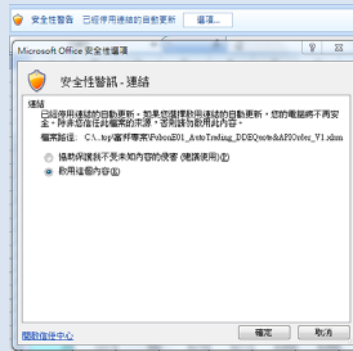 安全性警告 已經停用連結的自動更新 選項...
Microsoft Office 安全性選項
安全性警訊 - 連結
連結
已經停用連結的自動更新。如果您選擇啟用連結的自動更新，您的電腦將不再安
全。除非您信任此檔案的來源，否則請勿啟用此內容。
檔案路徑: C:\...top\富邦專案\FubonE01_AutoTrading_DDEQuote&APIOrder_V1.xlsm
協助保護我不受未知內容的侵害 (建議使用)(P)
啟用這個內容(E)
開啟信任中心
確定 取消